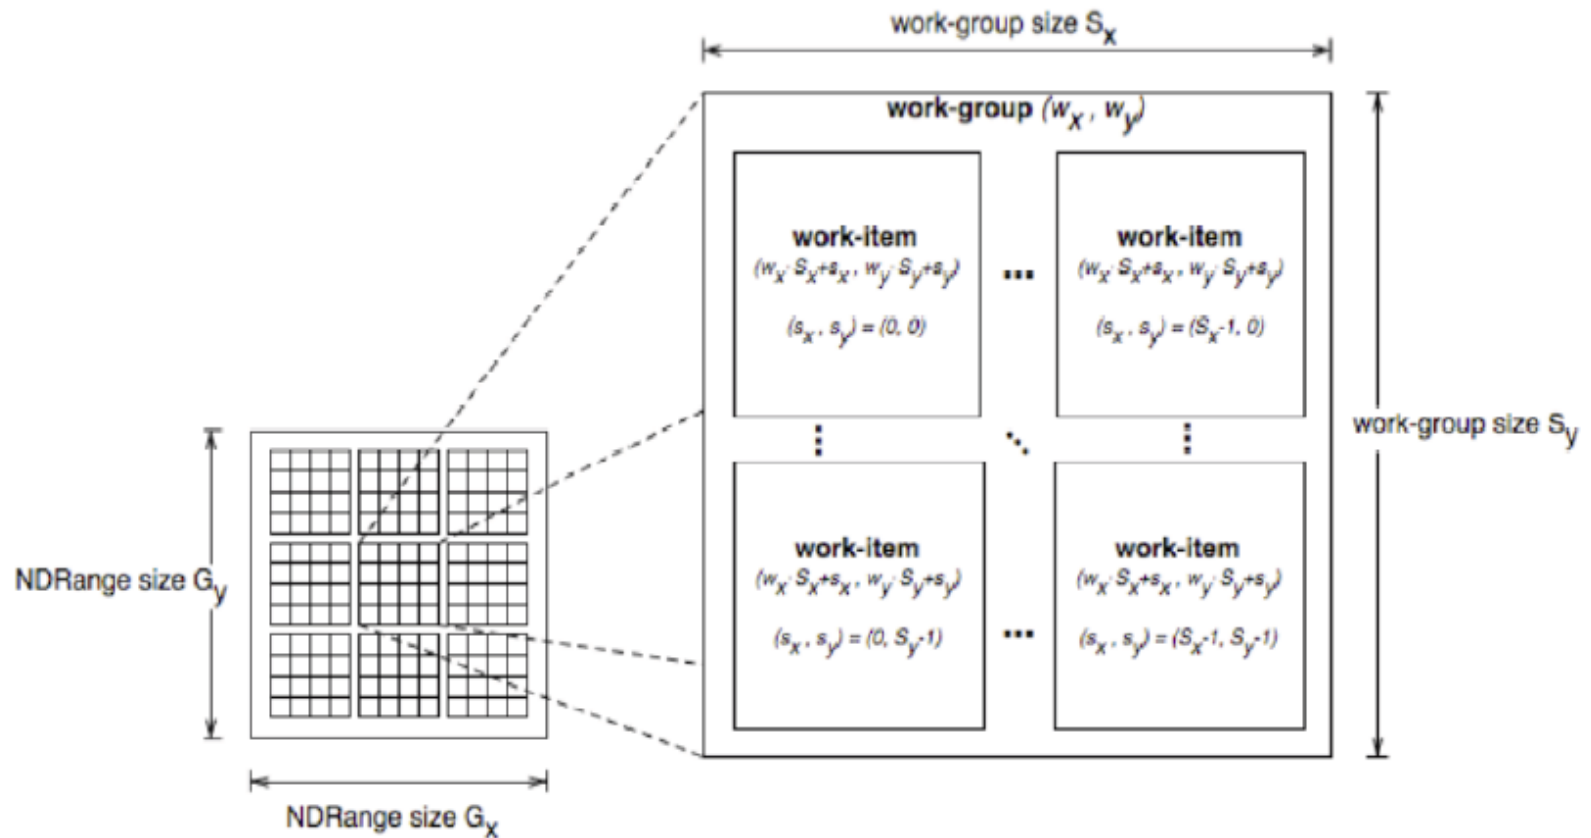 work-group size Sx
work-group (wx , wy)
work-item
(wx· Sx+sx , wy· Sy+sy)
(sx , sy) = (0, 0)
...
work-item
(wx· Sx+sx , wy· Sy+sy)
(sx , sy) = (Sx-1, 0)
work-group size Sy
work-item
(wx· Sx+sx , wy· Sy+sy)
(sx , sy) = (0, Sy-1)
...
work-item
(wx· Sx+sx , wy· Sy+sy)
(sx , sy) = (Sx-1, Sy-1)
NDRange size Gy
NDRange size Gx